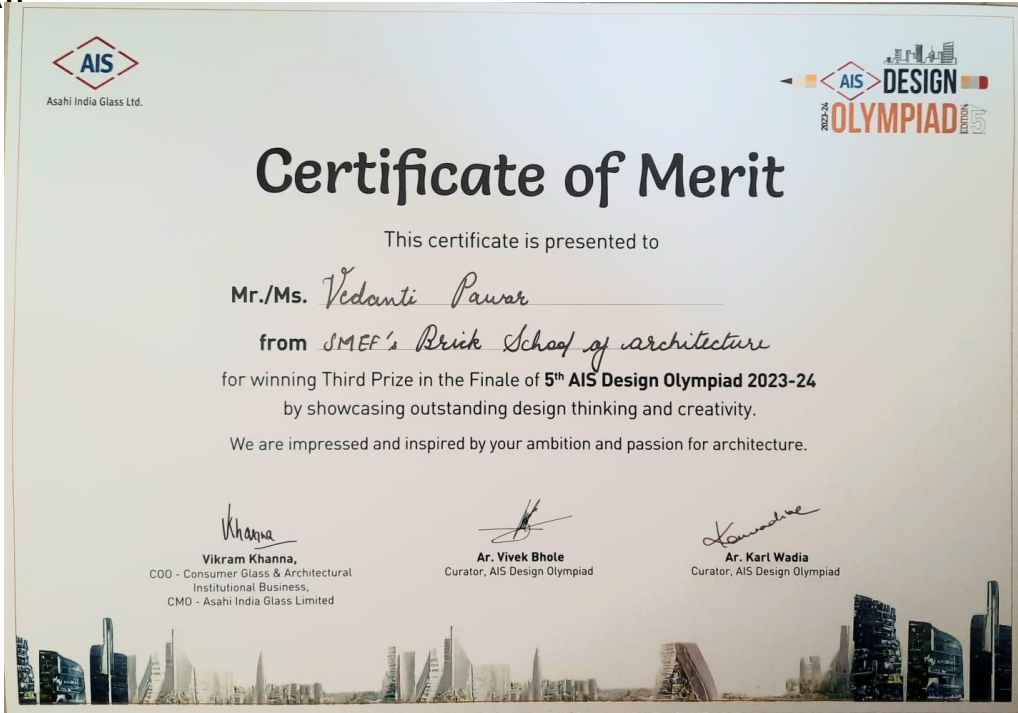 AIS
Asahi India Glass Ltd.
AIS DESIGN
2023-24 OLYMPIAD EDITION 5
Certificate of Merit
This certificate is presented to
Mr./Ms. Vedanti Pawar
from SMEF's Brick School of architecture
for winning Third Prize in the Finale of 5th AIS Design Olympiad 2023-24
by showcasing outstanding design thinking and creativity.
We are impressed and inspired by your ambition and passion for architecture.
Khanna
Vikram Khanna,
COO - Consumer Glass & Architectural
Institutional Business,
CMO - Asahi India Glass Limited
Ar. Vivek Bhole
Curator, AIS Design Olympiad
Ar. Karl Wadia
Curator, AIS Design Olympiad